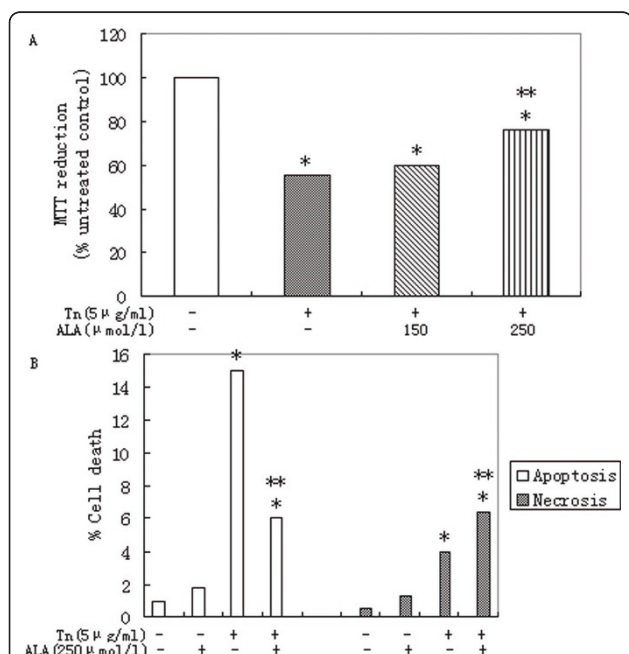 A
MTT reduction
(% untreated control)
120
100
80
60
40
20
0
*
*
**
*
Tn(5μg/ml) - + + +
ALA(μmol/l) - - 150 250
B
% Cell death
16
14
12
10
8
6
4
2
0
*
**
*
*
**
*
Apoptosis
Necrosis
Tn(5μg/ml) - - + + - - + +
ALA(250μmol/l) - + - + - + - +